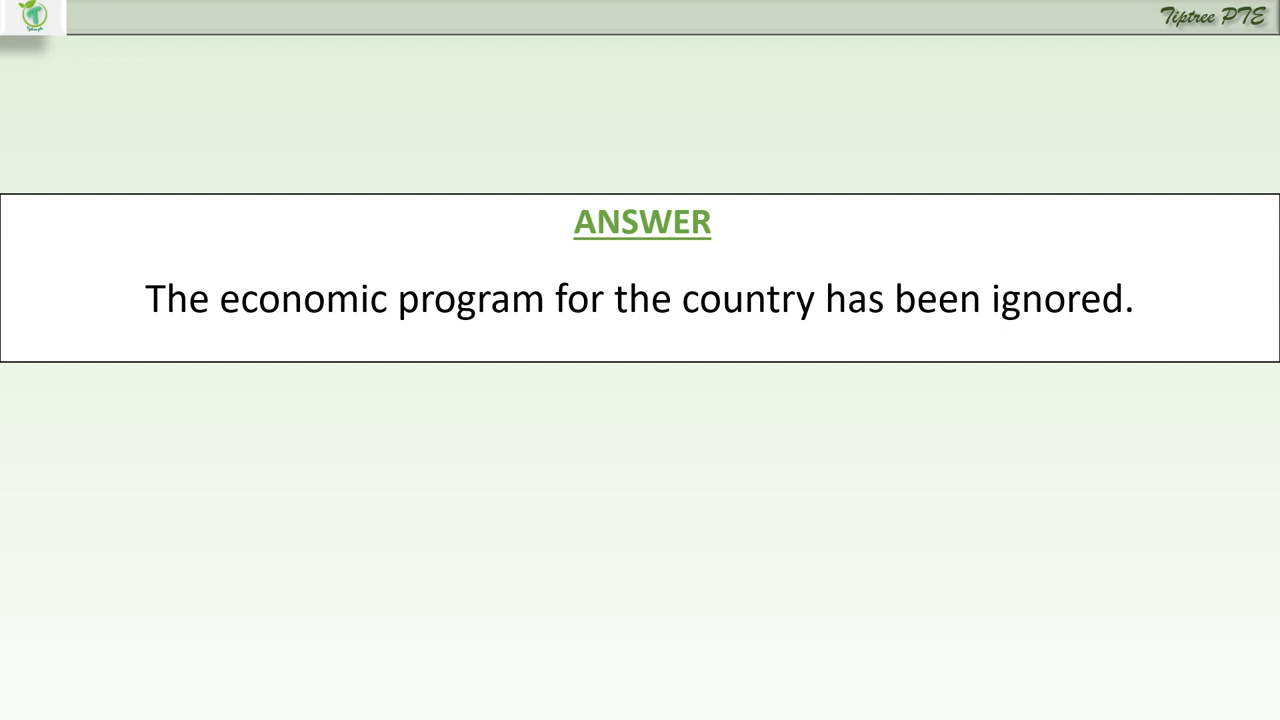 Tiptree PTE
ANSWER
The economic program for the country has been ignored.